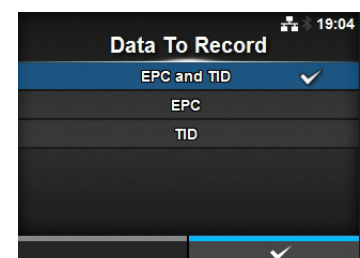 19:04
Data To Record
EPC and TID
EPC
TID